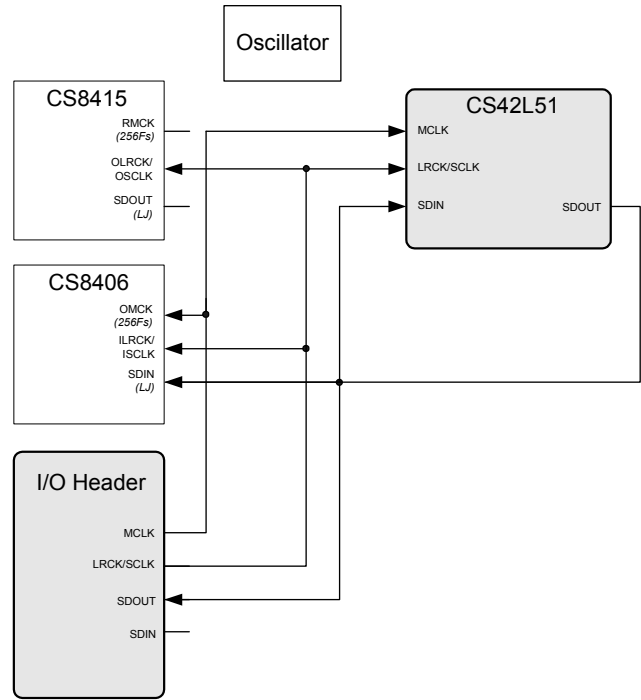 Oscillator
CS8415
RMCK
(256Fs)
OLRCK/
OSCLK
SDOUT
(LJ)
CS42L51
MCLK
LRCK/SCLK
SDIN
SDOUT
CS8406
OMCK
(256Fs)
ILRCK/
ISCLK
SDIN
(LJ)
I/O Header
MCLK
LRCK/SCLK
SDOUT
SDIN